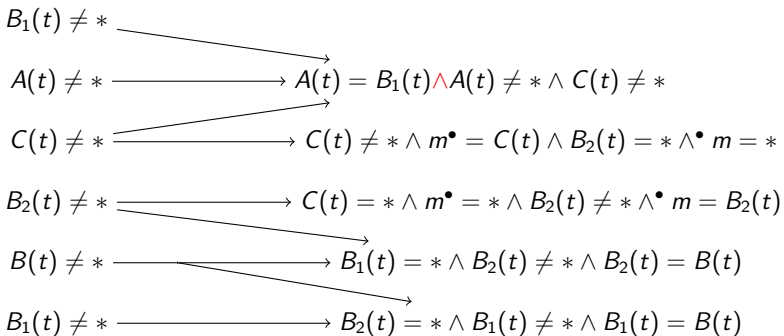 B₁(t) ≠ ∗
A(t) ≠ ∗ A(t) = B₁(t)∧A(t) ≠ ∗ ∧ C(t) ≠ ∗
C(t) ≠ ∗ C(t) ≠ ∗ ∧ m• = C(t) ∧ B₂(t) = ∗ ∧ •m = ∗
B₂(t) ≠ ∗ C(t) = ∗ ∧ m• = ∗ ∧ B₂(t) ≠ ∗ ∧ •m = B₂(t)
B(t) ≠ ∗ B₁(t) = ∗ ∧ B₂(t) ≠ ∗ ∧ B₂(t) = B(t)
B₁(t) ≠ ∗ B₂(t) = ∗ ∧ B₁(t) ≠ ∗ ∧ B₁(t) = B(t)